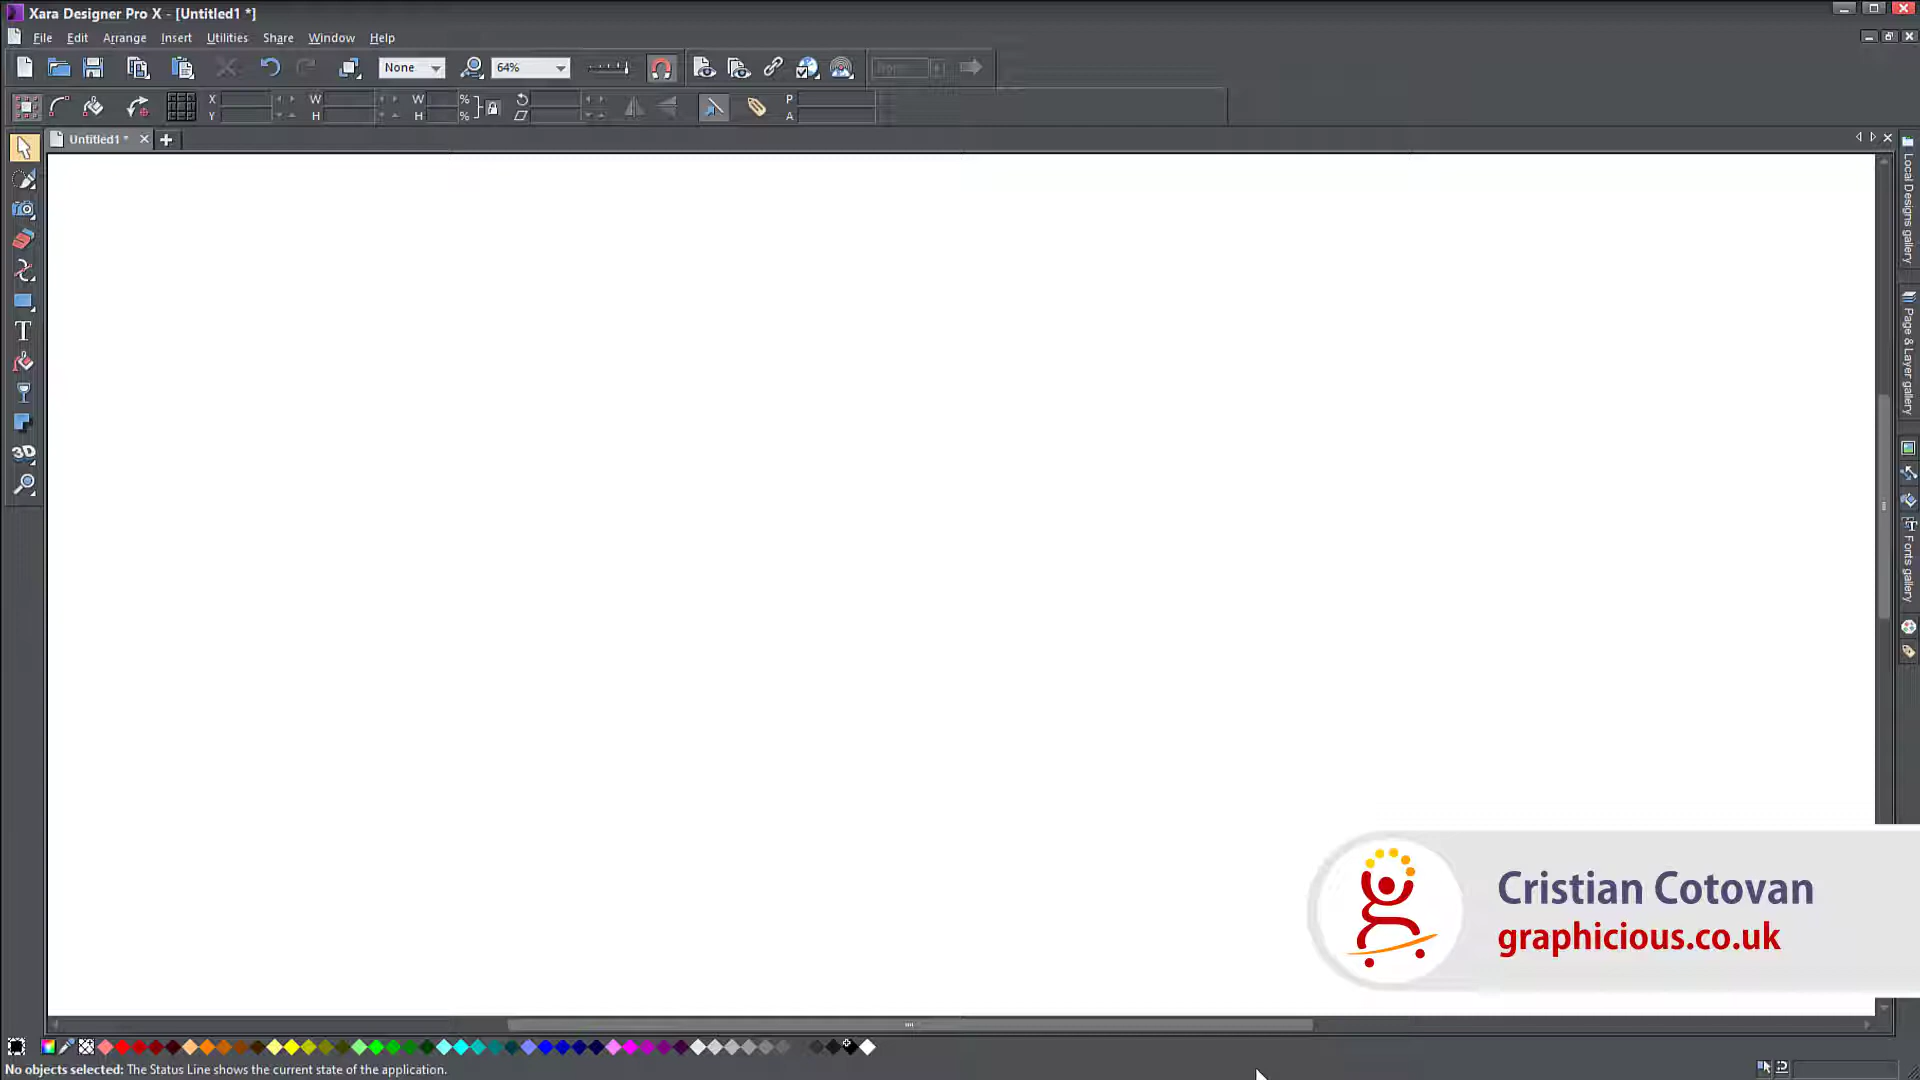 Xara Designer Pro X - [Untitled1 *]
File Edit Arrange Insert Utilities Share Window Help
None 64%
X W W % P
Y H H % A
Untitled1 *
Local Designs gallery
Page & Layer gallery
T
3D
Fonts gallery
Cristian Cotovan
graphicious.co.uk
No objects selected: The Status Line shows the current state of the application.